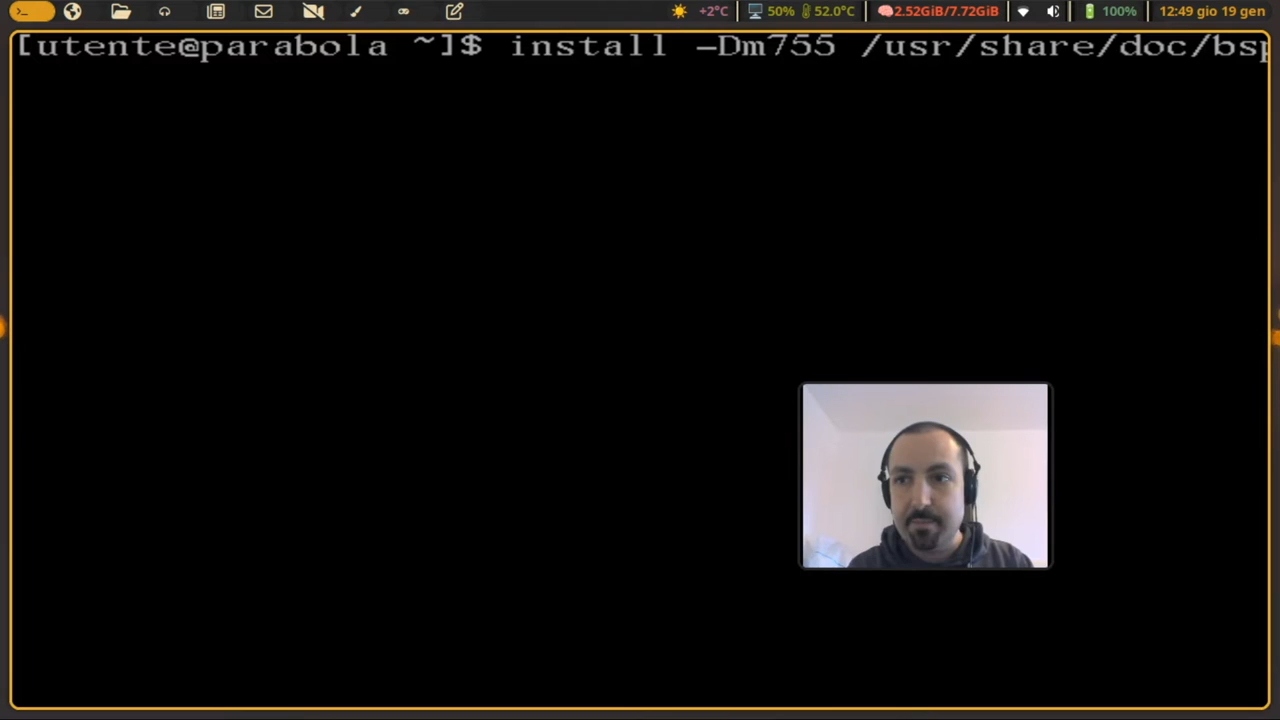 +2°C 50% 52.0°C 2.52GiB/7.72GiB 100% 12:49 gio 19 gen
[utente@parabola ~]$ install -Dm755 /usr/share/doc/bsp